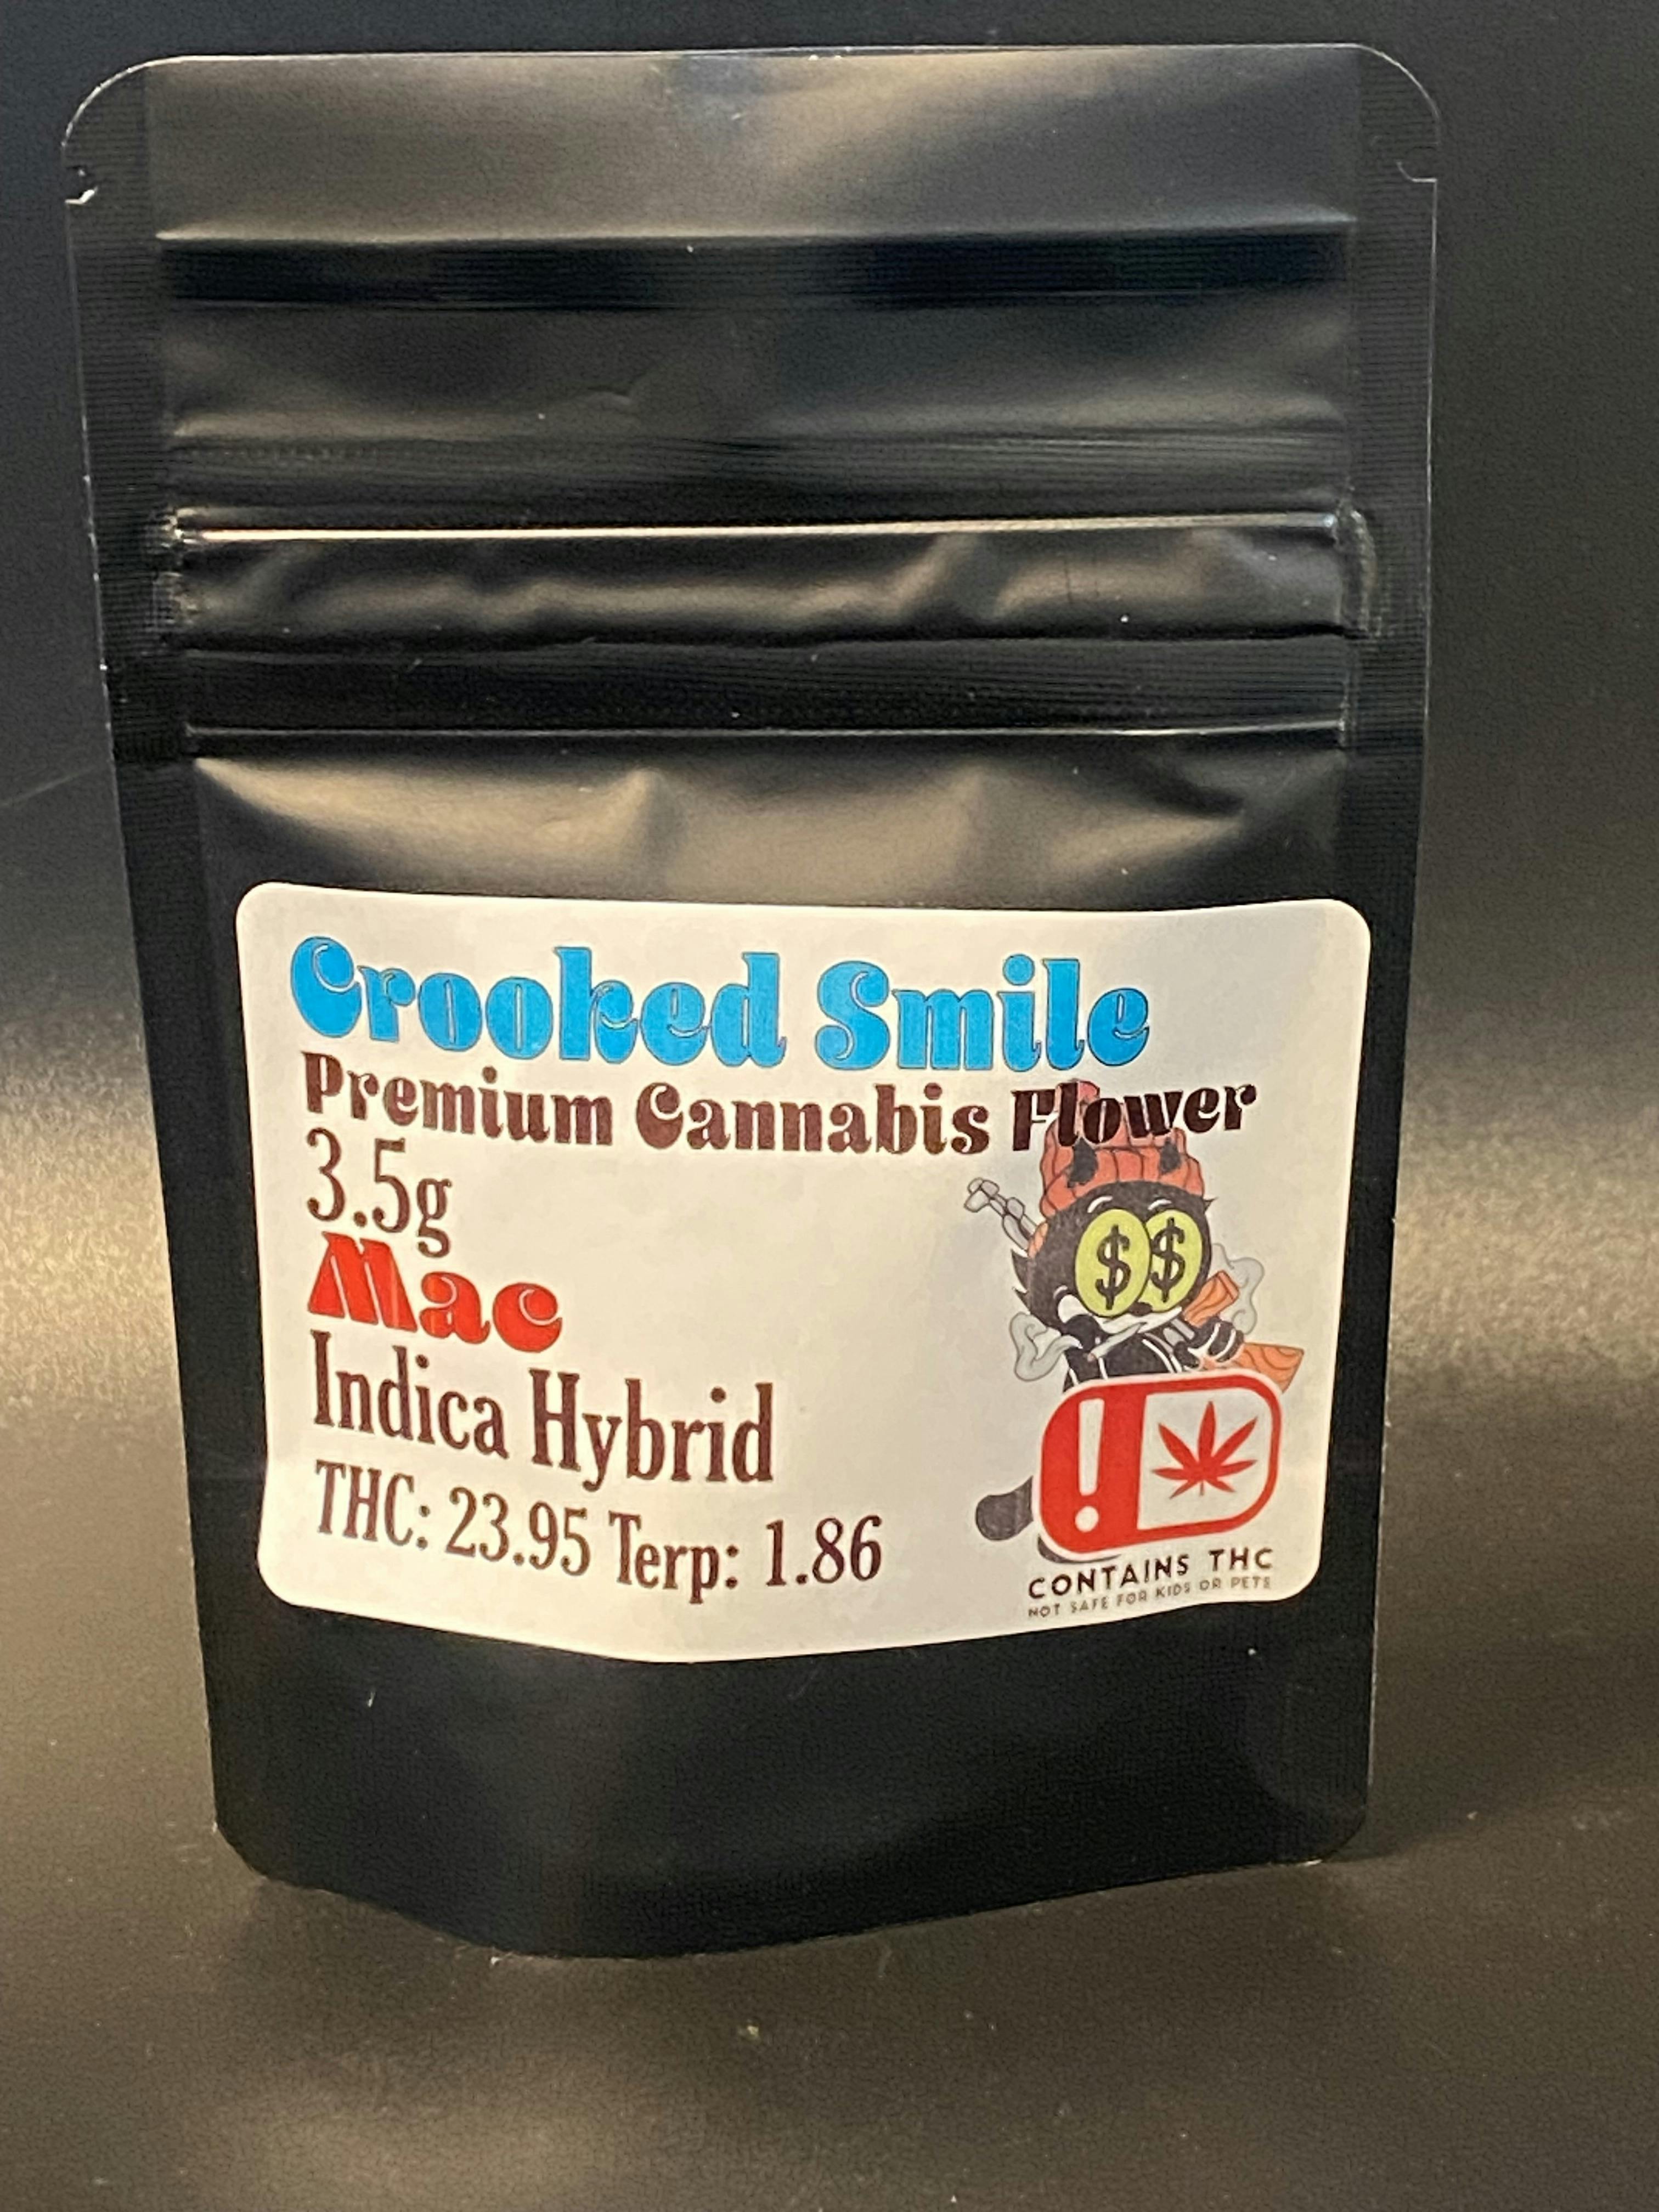 Crooked Smile
Premium Cannabis Flower
3.5g
Mac
Indica Hybrid
THC: 23.95 Terp: 1.86
$ $
!
CONTAINS THC
NOT SAFE FOR KIDS OR PETS